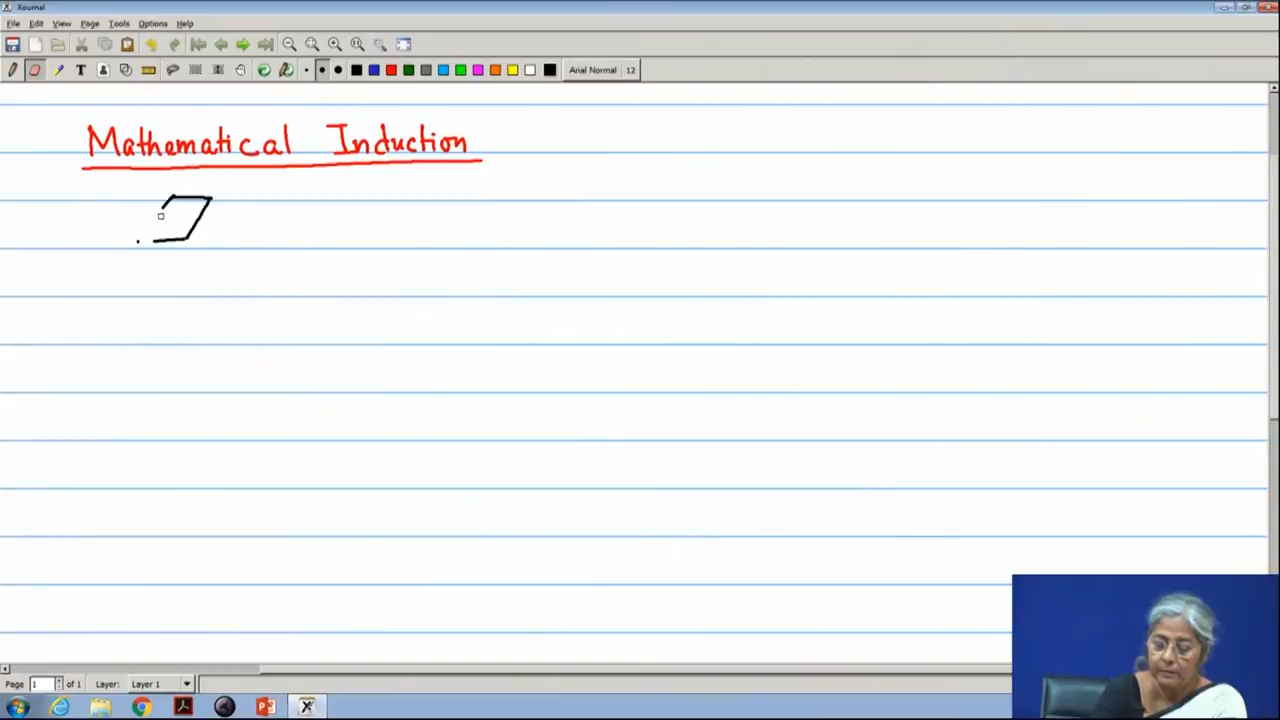 Xournal
File Edit View Page Tools Options Help
T Arial Normal 12
Mathematical Induction
Page 1 of 1 Layer: Layer 1